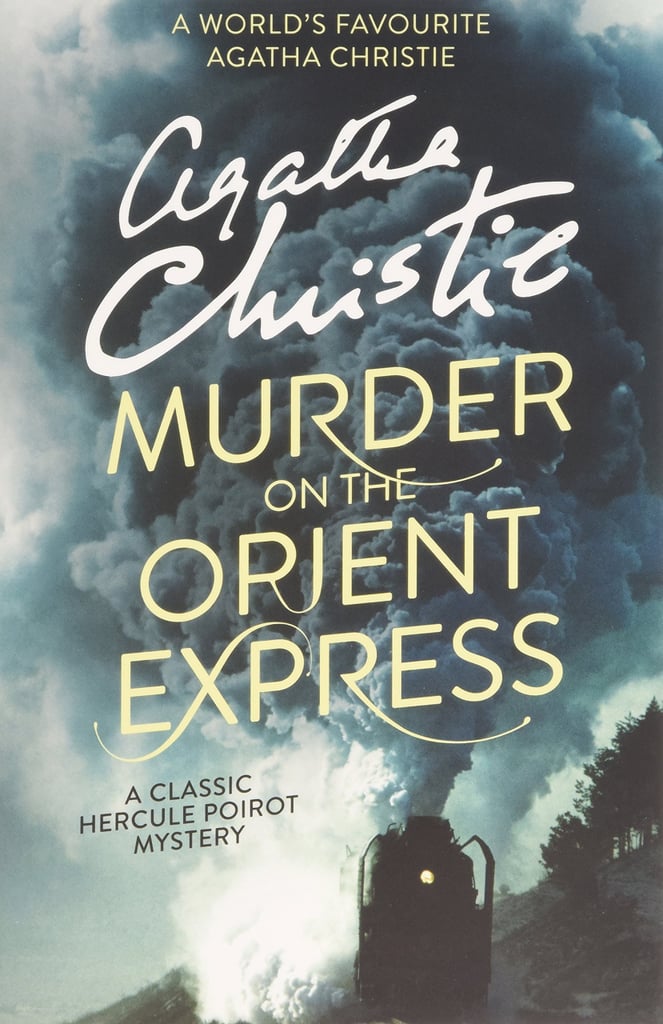 A WORLD'S FAVOURITE
AGATHA CHRISTIE
Agatha
Christie
MURDER
ON THE
ORIENT
EXPRESS
A CLASSIC
HERCULE POIROT
MYSTERY